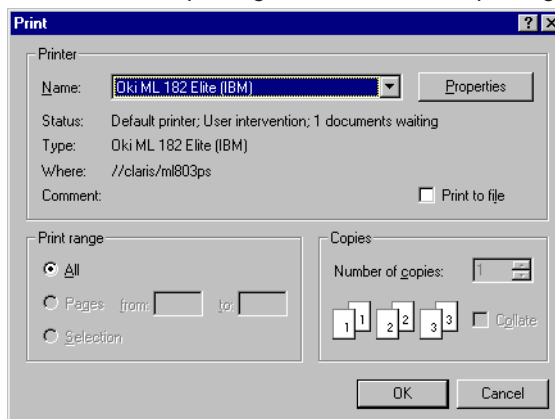 Print
Printer
Name: Oki ML 182 Elite (IBM) Properties
Status: Default printer; User intervention; 1 documents waiting
Type: Oki ML 182 Elite (IBM)
Where: //claris/ml803ps
Comment: Print to file
Print range
All
Pages from: to:
Selection
Copies
Number of copies: 1
1 1 2 2 3 3 Collate
OK Cancel